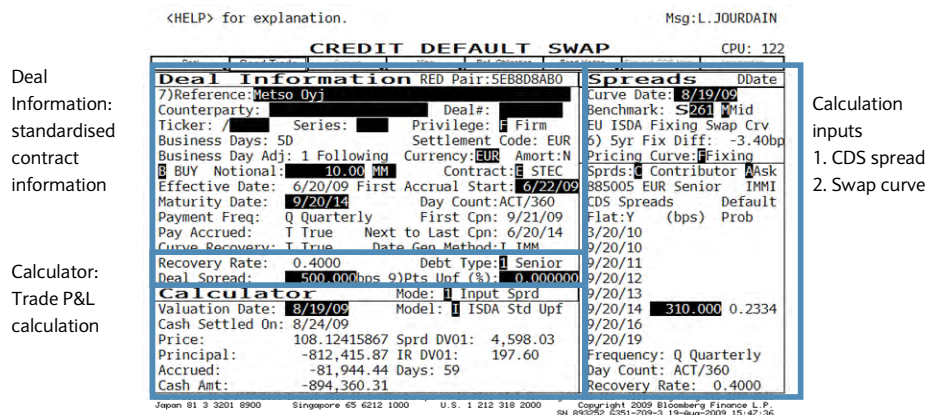 <HELP> for explanation. Msg:L.JOURDAIN
CREDIT DEFAULT SWAP CPU: 122
Deal Information: standardised contract information
Deal Information RED Pair:5EB8D8ABO
7)Reference:Metso Oyj
Counterparty: Deal#:
Ticker: / Series: Privilege: F Firm
Business Days: 5D Settlement Code: EUR
Business Day Adj: 1 Following Currency:EUR Amort:N
B BUY Notional: 10.00 MM Contract:E STEC
Effective Date: 6/20/09 First Accrual Start: 6/22/09
Maturity Date: 9/20/14 Day Count:ACT/360
Payment Freq: Q Quarterly First Cpn: 9/21/09
Pay Accrued: T True Next to Last Cpn: 6/20/14
Curve Recovery: T True Date Gen Method:I IMM
Recovery Rate: 0.4000 Debt Type:1 Senior
Deal Spread: 500.000bps 9)Pts Upf (%): 0.000000
Calculator: Trade P&L calculation
Calculator Mode: 1 Input Sprd
Valuation Date: 8/19/09 Model: I ISDA Std Upf
Cash Settled On: 8/24/09
Price: 108.12415867 Sprd DV01: 4,598.03
Principal: -812,415.87 IR DV01: 197.60
Accrued: -81,944.44 Days: 59
Cash Amt: -894,360.31
Spreads DDate
Curve Date: 8/19/09
Benchmark: S261 MMid
EU ISDA Fixing Swap Crv
6) 5yr Fix Diff: -3.40bp
Pricing Curve:FFixing
Sprds:C Contributor AAsk
885005 EUR Senior IMMI
CDS Spreads Default
Flat:Y (bps) Prob
3/20/10
9/20/10
9/20/11
9/20/12
9/20/13
9/20/14 310.000 0.2334
9/20/16
9/20/19
Frequency: Q Quarterly
Day Count: ACT/360
Recovery Rate: 0.4000
Calculation inputs
1. CDS spread
2. Swap curve
Japan 81 3 3201 8900 Singapore 65 6212 1000 U.S. 1 212 318 2000 Copyright 2009 Bloomberg Finance L.P.
SN 893252 G351-709-3 19-Aug-2009 15:47:36